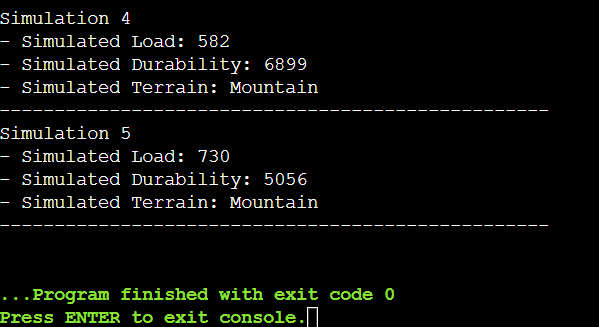 Simulation 4
- Simulated Load: 582
- Simulated Durability: 6899
- Simulated Terrain: Mountain
--------------------------------------------------
Simulation 5
- Simulated Load: 730
- Simulated Durability: 5056
- Simulated Terrain: Mountain
--------------------------------------------------
...Program finished with exit code 0
Press ENTER to exit console.